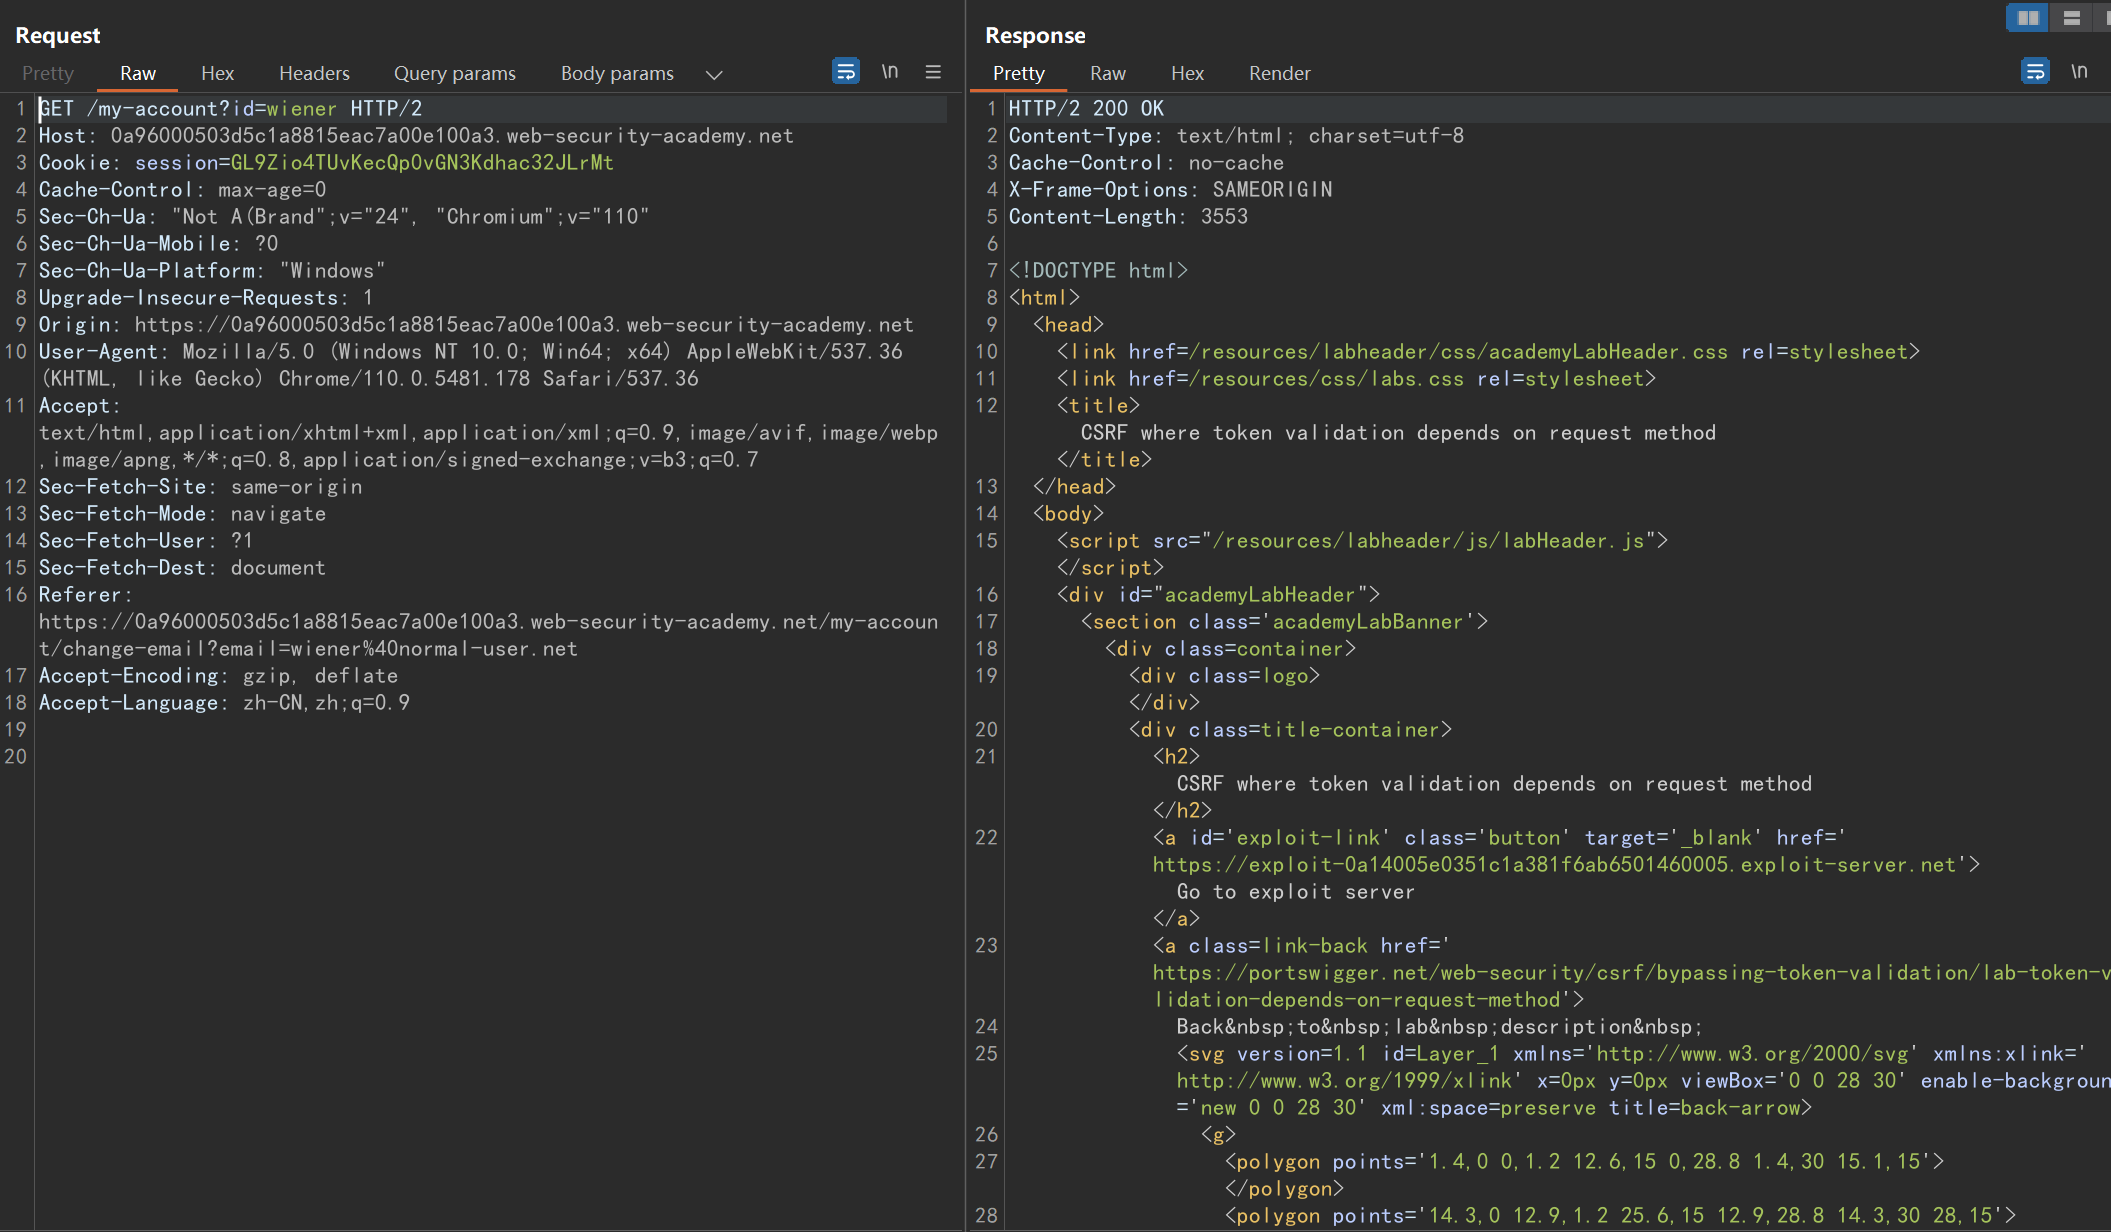 Request
Pretty Raw Hex Headers Query params Body params \n
1 GET /my-account?id=wiener HTTP/2
2 Host: 0a96000503d5c1a8815eac7a00e100a3.web-security-academy.net
3 Cookie: session=GL9Zio4TUvKecQpOvGN3Kdhac32JLrMt
4 Cache-Control: max-age=0
5 Sec-Ch-Ua: "Not A(Brand";v="24", "Chromium";v="110"
6 Sec-Ch-Ua-Mobile: ?0
7 Sec-Ch-Ua-Platform: "Windows"
8 Upgrade-Insecure-Requests: 1
9 Origin: https://0a96000503d5c1a8815eac7a00e100a3.web-security-academy.net
10 User-Agent: Mozilla/5.0 (Windows NT 10.0; Win64; x64) AppleWebKit/537.36
(KHTML, like Gecko) Chrome/110.0.5481.178 Safari/537.36
11 Accept:
text/html,application/xhtml+xml,application/xml;q=0.9,image/avif,image/webp
,image/apng,*/*;q=0.8,application/signed-exchange;v=b3;q=0.7
12 Sec-Fetch-Site: same-origin
13 Sec-Fetch-Mode: navigate
14 Sec-Fetch-User: ?1
15 Sec-Fetch-Dest: document
16 Referer:
https://0a96000503d5c1a8815eac7a00e100a3.web-security-academy.net/my-accoun
t/change-email?email=wiener%40normal-user.net
17 Accept-Encoding: gzip, deflate
18 Accept-Language: zh-CN,zh;q=0.9
19
20
Response
Pretty Raw Hex Render \n
1 HTTP/2 200 OK
2 Content-Type: text/html; charset=utf-8
3 Cache-Control: no-cache
4 X-Frame-Options: SAMEORIGIN
5 Content-Length: 3553
6
7 <!DOCTYPE html>
8 <html>
9 <head>
10 <link href=/resources/labheader/css/academyLabHeader.css rel=stylesheet>
11 <link href=/resources/css/labs.css rel=stylesheet>
12 <title>
CSRF where token validation depends on request method
</title>
13 </head>
14 <body>
15 <script src="/resources/labheader/js/labHeader.js">
</script>
16 <div id="academyLabHeader">
17 <section class='academyLabBanner'>
18 <div class=container>
19 <div class=logo>
</div>
20 <div class=title-container>
21 <h2>
CSRF where token validation depends on request method
</h2>
22 <a id='exploit-link' class='button' target='_blank' href='
https://exploit-0a14005e0351c1a381f6ab6501460005.exploit-server.net'>
Go to exploit server
</a>
23 <a class=link-back href='
https://portswigger.net/web-security/csrf/bypassing-token-validation/lab-token-v
lidation-depends-on-request-method'>
24 Back&nbsp;to&nbsp;lab&nbsp;description&nbsp;
25 <svg version=1.1 id=Layer_1 xmlns='http://www.w3.org/2000/svg' xmlns:xlink='
http://www.w3.org/1999/xlink' x=0px y=0px viewBox='0 0 28 30' enable-backgroun
='new 0 0 28 30' xml:space=preserve title=back-arrow>
26 <g>
27 <polygon points='1.4,0 0,1.2 12.6,15 0,28.8 1.4,30 15.1,15'>
</polygon>
28 <polygon points='14.3,0 12.9,1.2 25.6,15 12.9,28.8 14.3,30 28,15'>